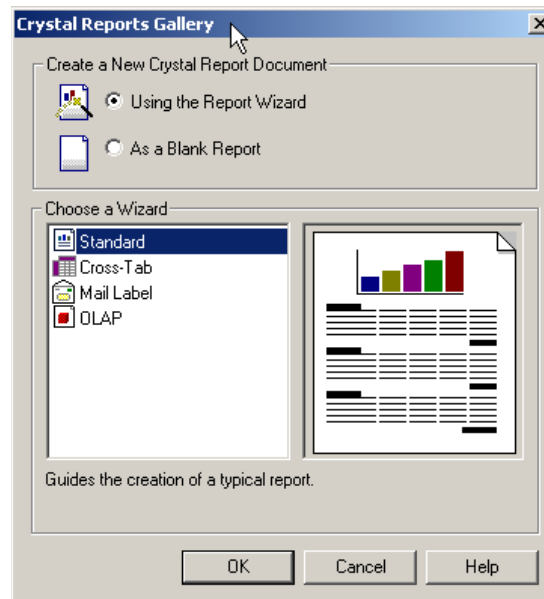 Crystal Reports Gallery
Create a New Crystal Report Document
Using the Report Wizard
As a Blank Report
Choose a Wizard
Standard
Cross-Tab
Mail Label
OLAP
Guides the creation of a typical report.
OK Cancel Help